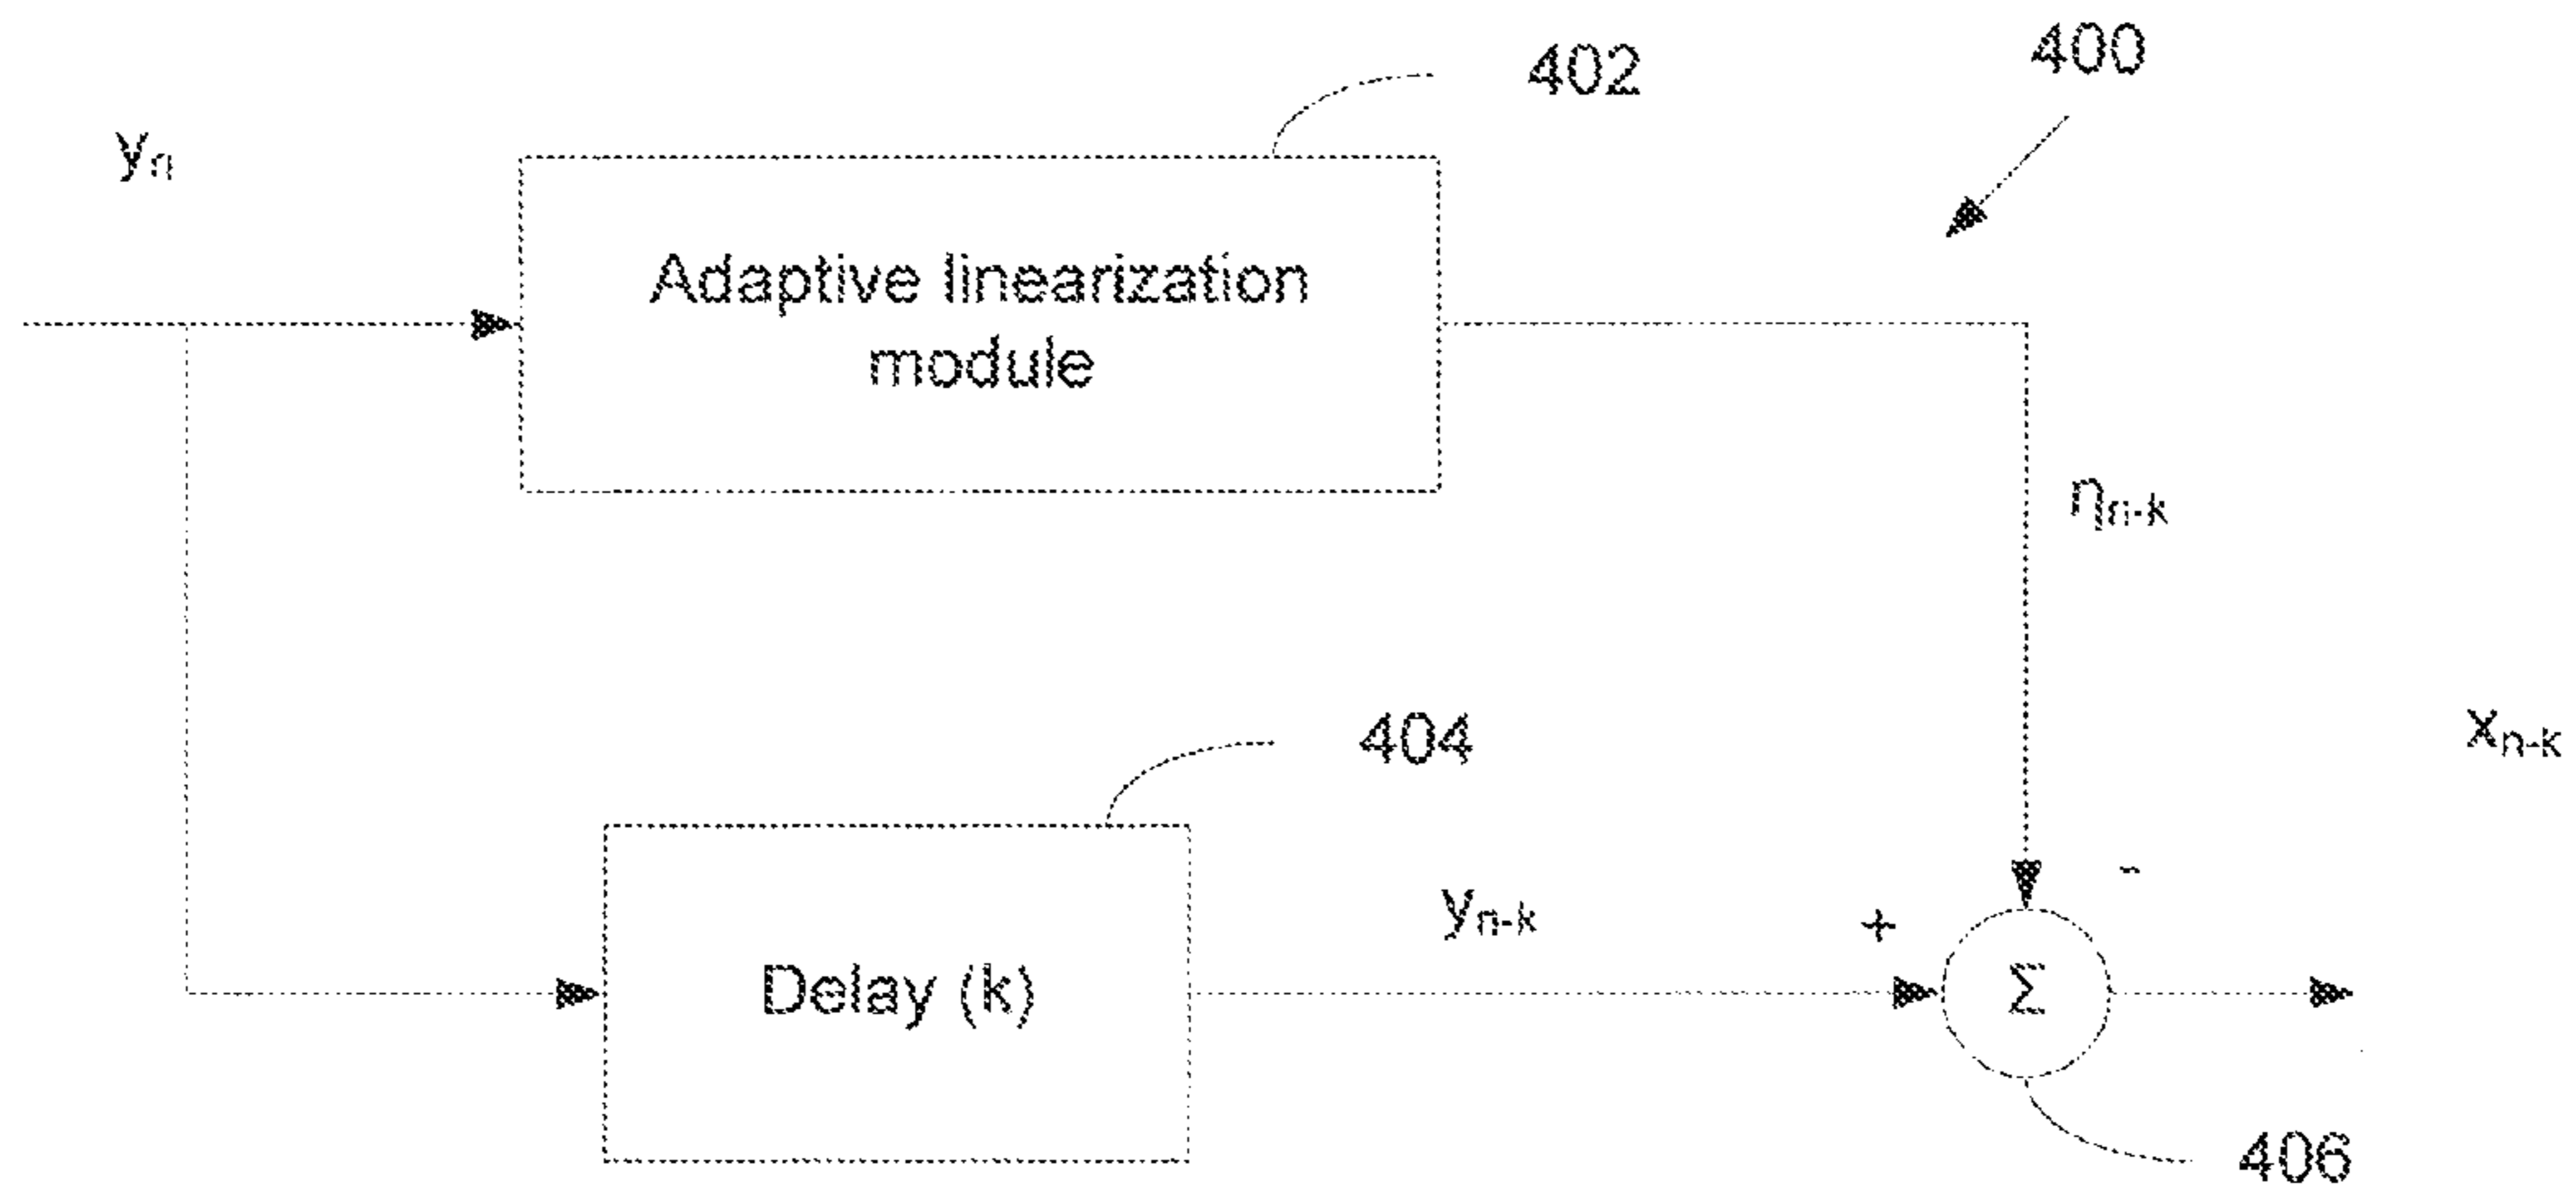 400
402
yn
Adaptive linearization
module
ηn-k
404
xn-k
yn-k
+
-
Delay (k)
Σ
406